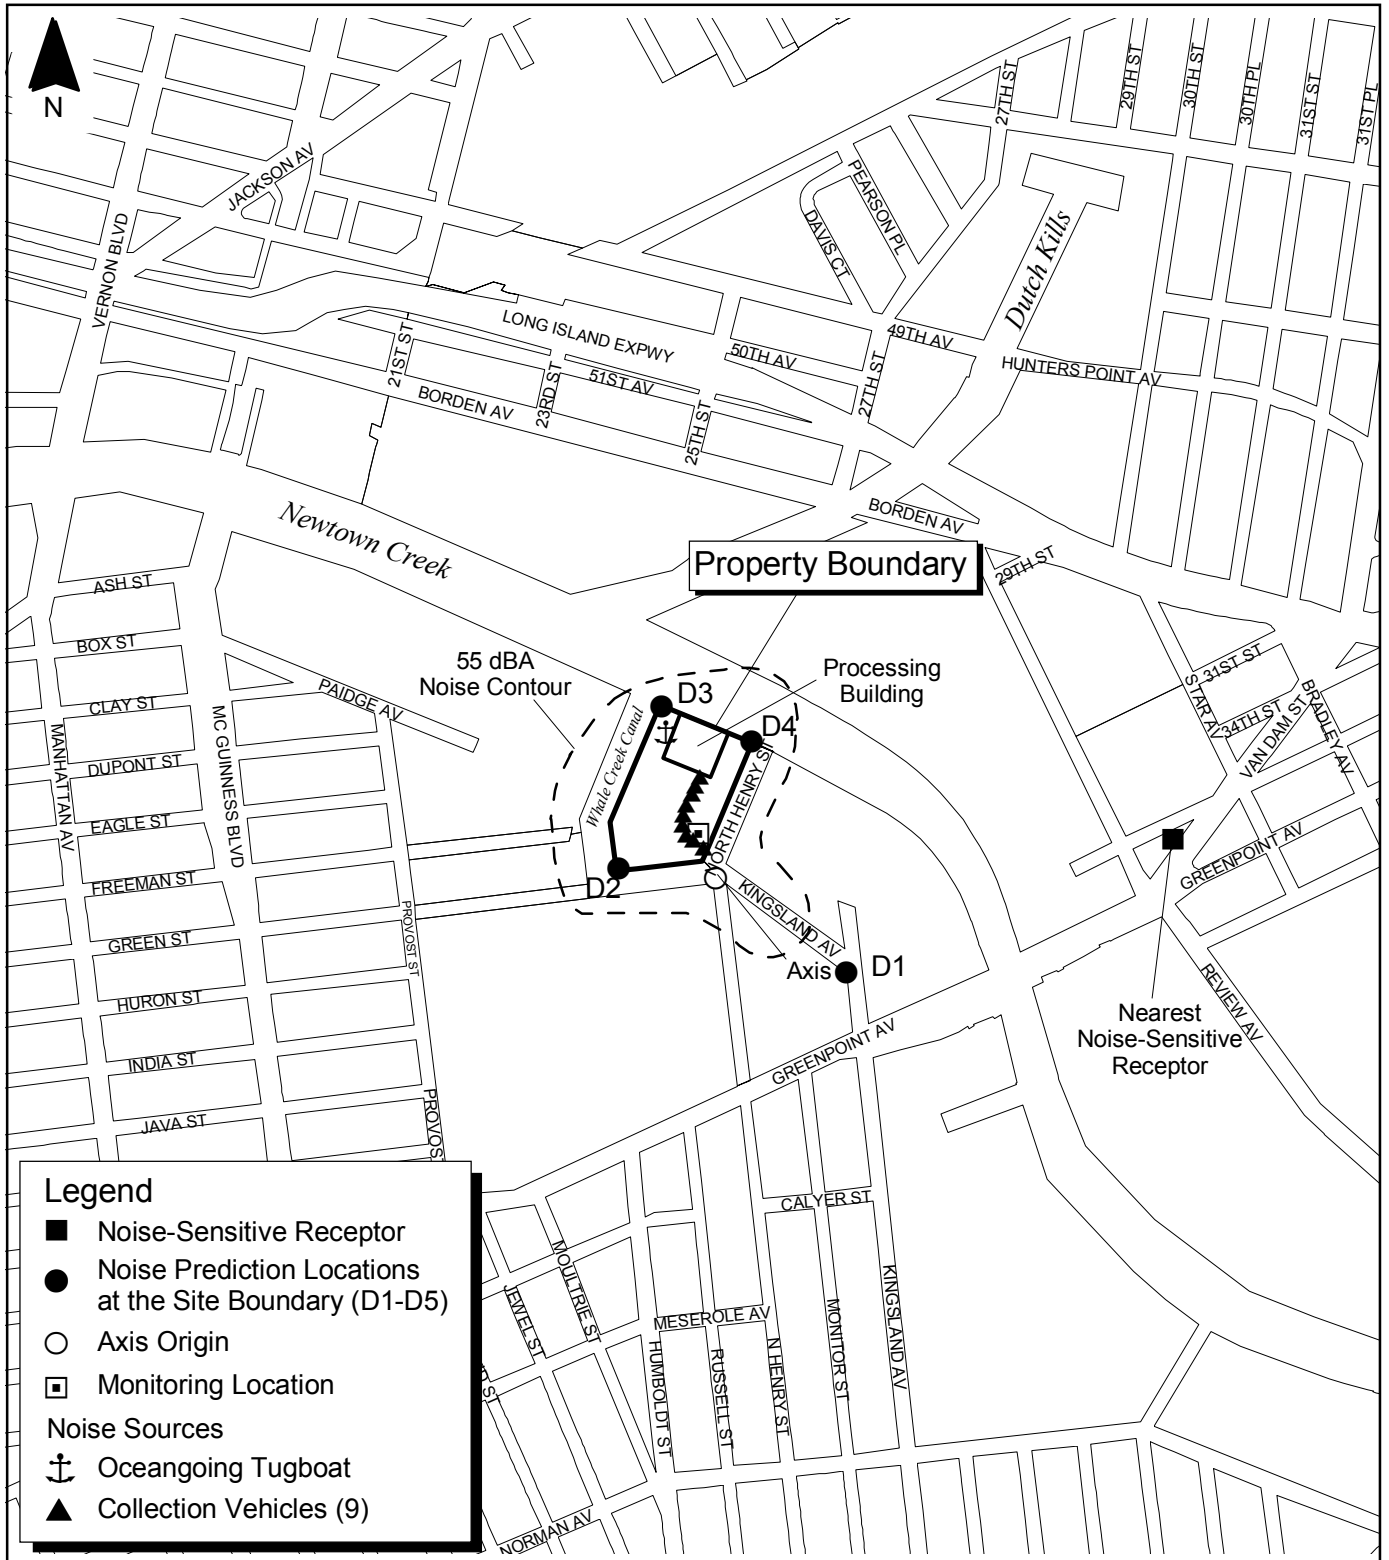 N
JACKSON AV
VERNON BLVD
27TH ST
29TH ST
30TH ST
30TH PL
31ST ST
31ST PL
PEARSON PL
DAVIS CT
Dutch Kills
LONG ISLAND EXPWY
49TH AV
50TH AV
HUNTERS POINT AV
21ST ST
23RD ST
51ST AV
27TH ST
BORDEN AV
25TH ST
Newtown Creek
BORDEN AV
Property Boundary
29TH ST
ASH ST
BOX ST
CLAY ST
DUPONT ST
EAGLE ST
FREEMAN ST
GREEN ST
HURON ST
INDIA ST
JAVA ST
MANHATTAN AV
MC GUINNESS BLVD
PAIDGE AV
PROVOST ST
PROVOS
55 dBA
Noise Contour
D3
Processing
Building
D4
Whale Creek Canal
NORTH HENRY S
D2
KINGSLAND AV
Axis
D1
31ST ST
STAR AV
34TH ST
VAN DAM ST
BRADLEY AV
GREENPOINT AV
REVIEW AV
Nearest
Noise-Sensitive
Receptor
GREENPOINT AV
CALYER ST
MOULTRIE ST
JEWEL ST
MESEROLE AV
HUMBOLDT ST
RUSSELL ST
N HENRY ST
MONITOR ST
KINGSLAND AV
NORMAN AV
Legend
Noise-Sensitive Receptor
Noise Prediction Locations
at the Site Boundary (D1-D5)
Axis Origin
Monitoring Location
Noise Sources
Oceangoing Tugboat
Collection Vehicles (9)